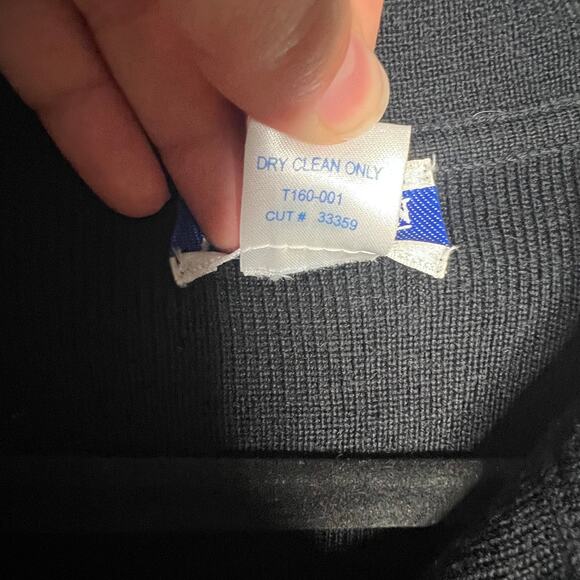 DRY CLEAN ONLY
T160-001
CUT # 33359